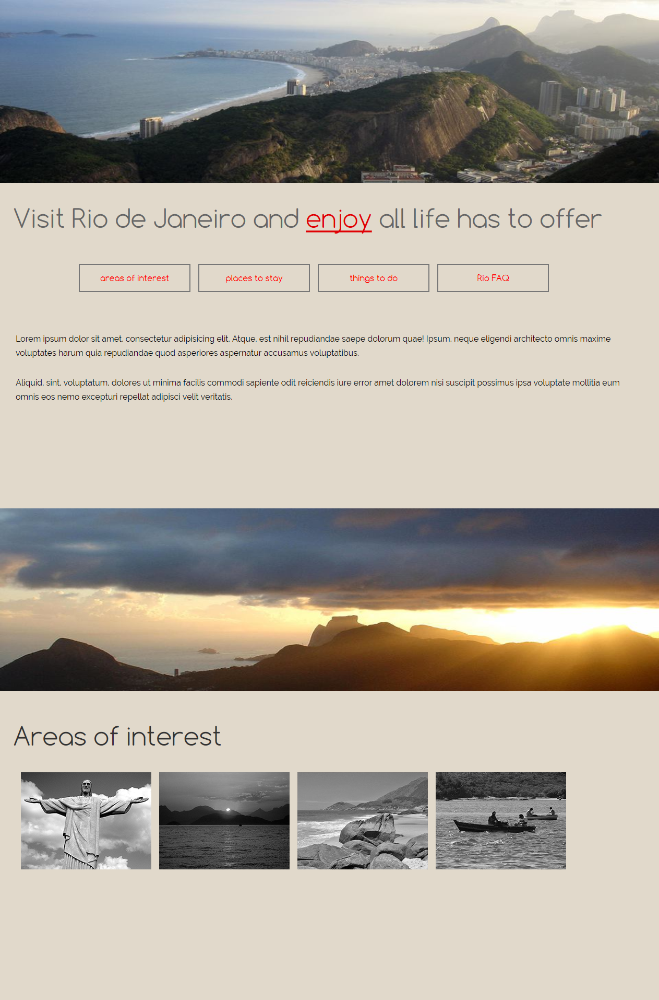 Visit Rio de Janeiro and enjoy all life has to offer
areas of interest
places to stay
things to do
Rio FAQ
Lorem ipsum dolor sit amet, consectetur adipisicing elit. Atque, est nihil repudiandae saepe dolorum quae! Ipsum, neque eligendi architecto omnis maxime
voluptates harum quia repudiandae quod asperiores aspernatur accusamus voluptatibus.
Aliquid, sint, voluptatum, dolores ut minima facilis commodi sapiente odit reiciendis iure error amet dolorem nisi suscipit possimus ipsa voluptate mollitia eum
omnis eos nemo excepturi repellat adipisci velit veritatis.
Areas of interest